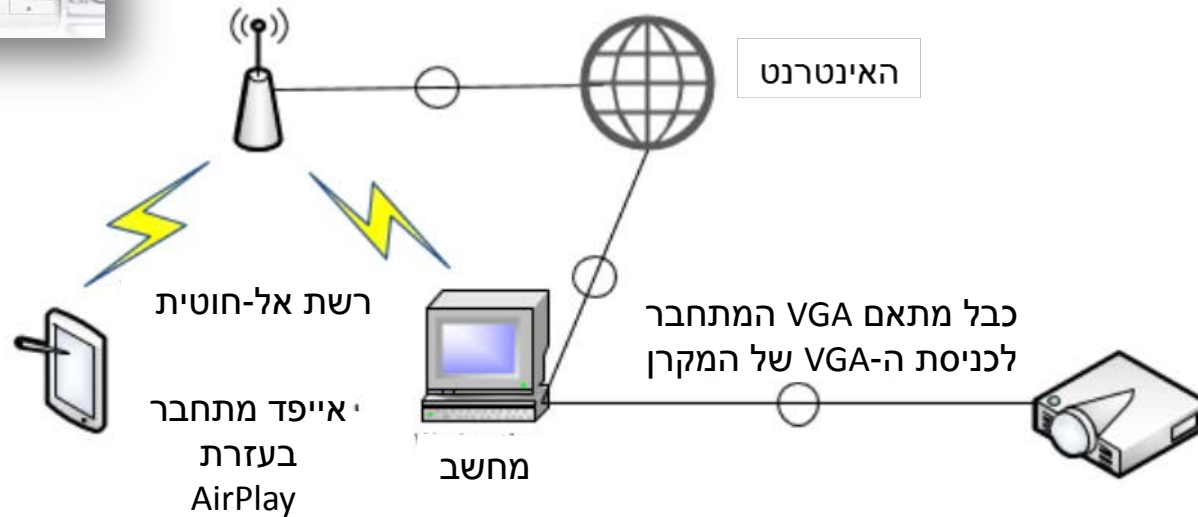 האינטרנט
רשת אל-חוטית
כבל מתאם VGA המתחבר
לכניסת ה-VGA של המקרן
אייפד מתחבר
בעזרת
AirPlay
מחשב